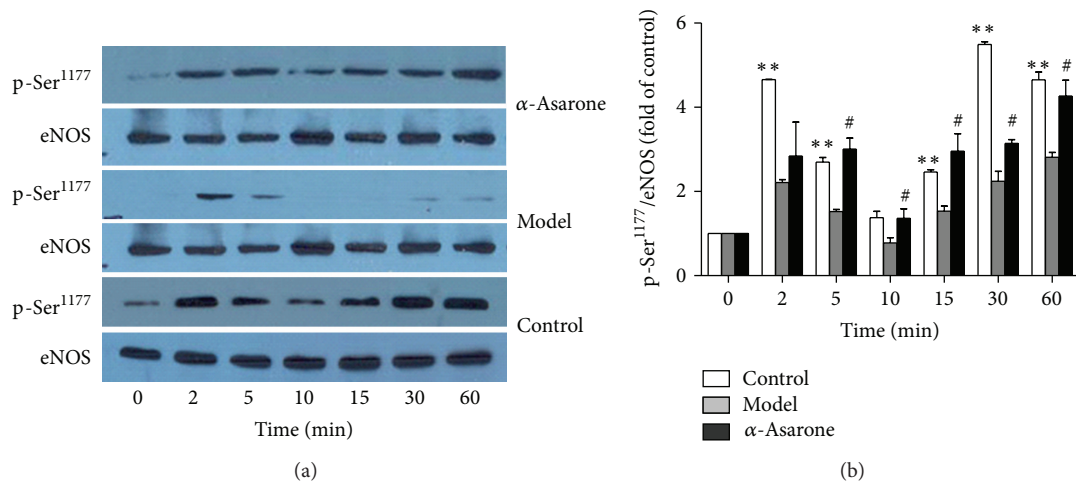 p-Ser1177
α-Asarone
eNOS
p-Ser1177
Model
eNOS
p-Ser1177
Control
eNOS
0 2 5 10 15 30 60
Time (min)
(a)
p-Ser1177/eNOS (fold of control)
6
4
2
0
**
**
#
#
**
#
**
#
**
#
0 2 5 10 15 30 60
Time (min)
Control
Model
α-Asarone
(b)